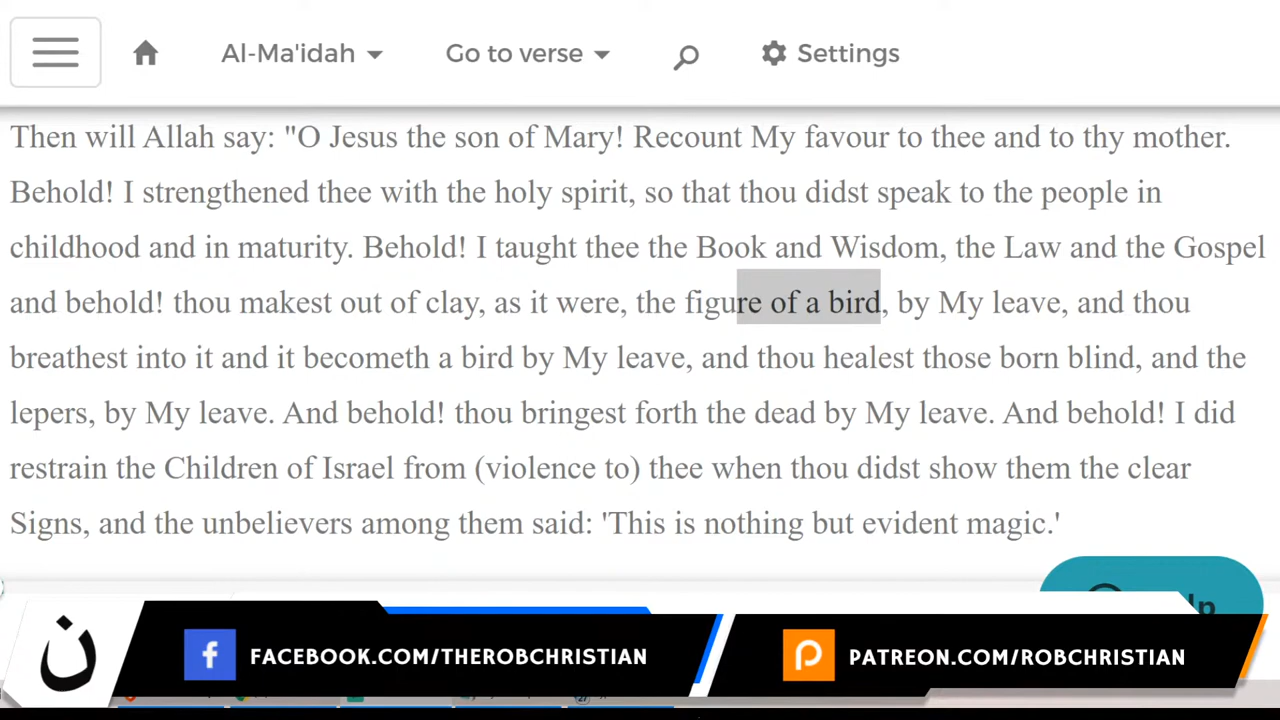 Al-Ma'idah Go to verse Settings
Then will Allah say: "O Jesus the son of Mary! Recount My favour to thee and to thy mother.
Behold! I strengthened thee with the holy spirit, so that thou didst speak to the people in
childhood and in maturity. Behold! I taught thee the Book and Wisdom, the Law and the Gospel
and behold! thou makest out of clay, as it were, the figure of a bird, by My leave, and thou
breathest into it and it becometh a bird by My leave, and thou healest those born blind, and the
lepers, by My leave. And behold! thou bringest forth the dead by My leave. And behold! I did
restrain the Children of Israel from (violence to) thee when thou didst show them the clear
Signs, and the unbelievers among them said: 'This is nothing but evident magic.'
ن FACEBOOK.COM/THEROBCHRISTIAN PATREON.COM/ROBCHRISTIAN